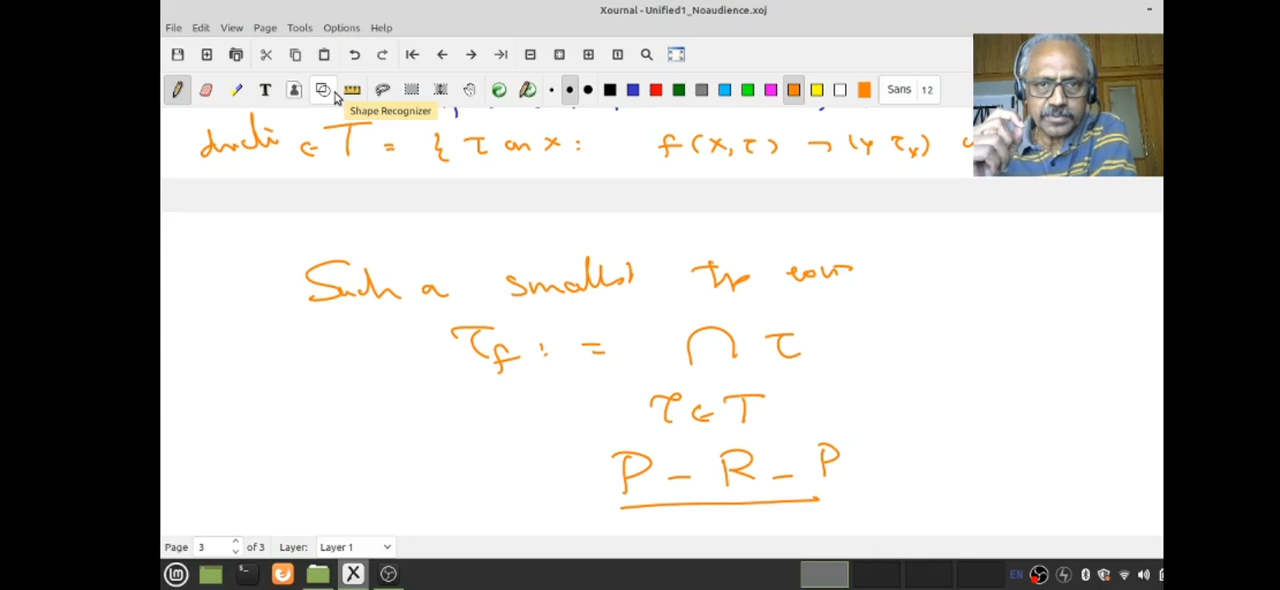 Xournal - Unified1_Noaudience.xoj
File Edit View Page Tools Options Help
T Sans 12
Shape Recognizer
∈ T = { τ on X : f(X, τ) → (Y τ_Y)
Such a smallest top
τ_f := ∩ τ
τ ∈ T
P - R - P
Page 3 of 3 Layer: Layer 1
EN